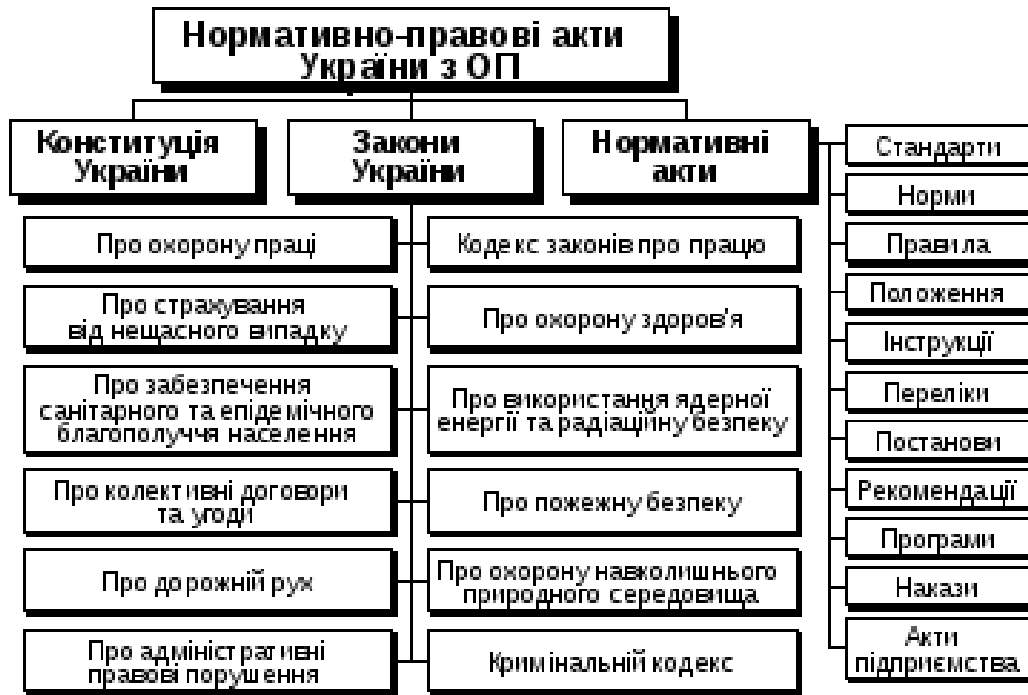 Нормативно-правові акти
України з ОП
Конституція
України
Закони
України
Нормативні
акти
Про охорону праці
Про страхування
від нещасного випадку
Про забезпечення
санітарного та епідемічного
благополуччя населення
Про колективні договори
та угоди
Про дорожній рух
Про адміністративні
правові порушення
Кодекс законів про працю
Про охорону здоров'я
Про використання ядерної
енергії та радіаційну безпеку
Про пожежну безпеку
Про охорону навколишнього
природного середовища
Кримінальній кодекс
Стандарти
Норми
Правила
Положення
Інструкції
Переліки
Постанови
Рекомендації
Програми
Накази
Акти
підприємства